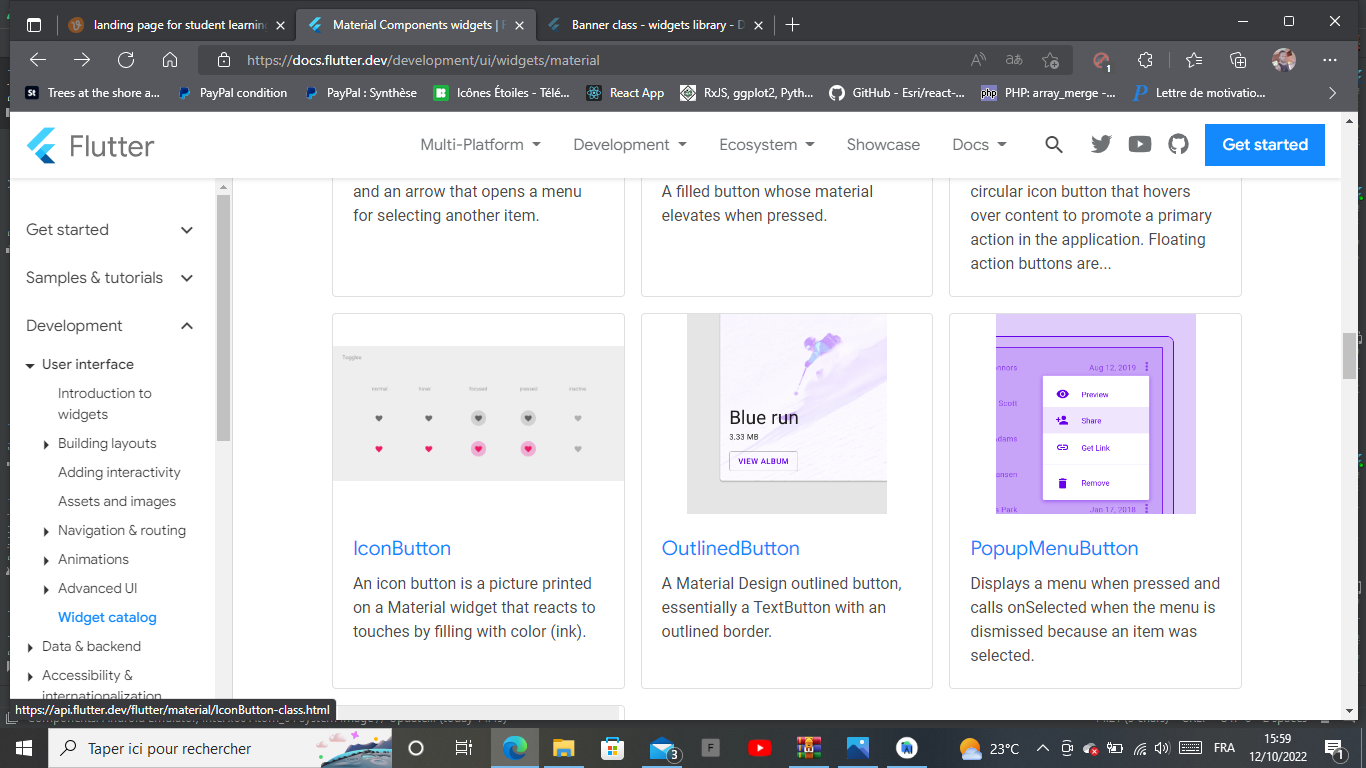 landing page for student learnin
Material Components widgets | F
Banner class - widgets library - D
https://docs.flutter.dev/development/ui/widgets/material
1
Trees at the shore a...
PayPal condition
PayPal : Synthèse
Icônes Étoiles - Télé...
React App
RxJS, ggplot2, Pyth...
GitHub - Esri/react-...
PHP: array_merge -...
Lettre de motivatio...
Flutter
Multi-Platform
Development
Ecosystem
Showcase
Docs
Get started
Get started
Samples & tutorials
Development
User interface
Introduction to
widgets
Building layouts
Adding interactivity
Assets and images
Navigation & routing
Animations
Advanced UI
Widget catalog
Data & backend
Accessibility &
internationalization
and an arrow that opens a menu
for selecting another item.
A filled button whose material
elevates when pressed.
circular icon button that hovers
over content to promote a primary
action in the application. Floating
action buttons are...
Toggles
normal hover focused pressed inactive
IconButton
An icon button is a picture printed
on a Material widget that reacts to
touches by filling with color (ink).
Blue run
3.33 MB
VIEW ALBUM
OutlinedButton
A Material Design outlined button,
essentially a TextButton with an
outlined border.
onnors
Aug 12, 2019
Scott
Adams
ansen
s Park
Jan 17, 2018
Preview
Share
Get Link
Remove
PopupMenuButton
Displays a menu when pressed and
calls onSelected when the menu is
dismissed because an item was
selected.
https://api.flutter.dev/flutter/material/IconButton-class.html
Taper ici pour rechercher
3
F
23°C
FRA
15:59
12/10/2022
1